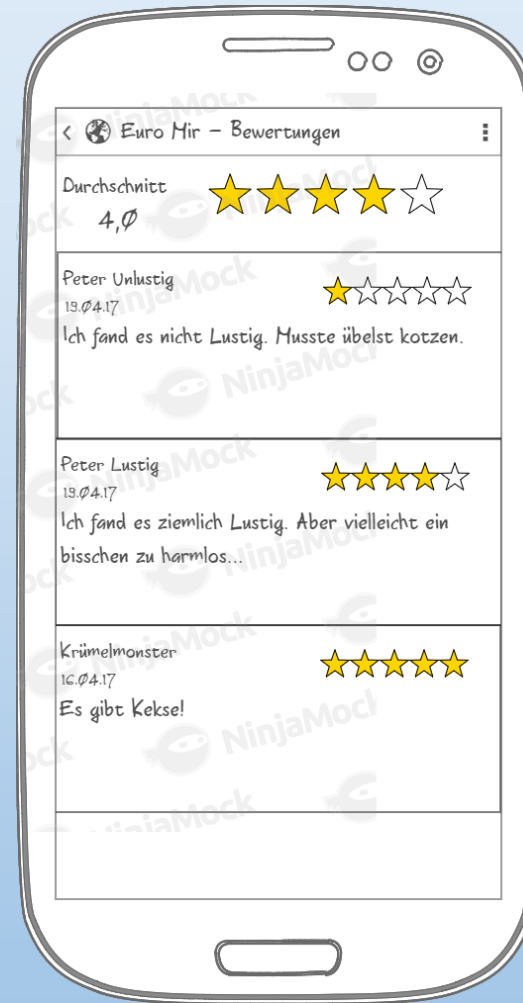 Euro Mir – Bewertungen
Durchschnitt
4,0
Peter Unlustig
19.04.17
Ich fand es nicht Lustig. Musste übelst kotzen.
Peter Lustig
19.04.17
Ich fand es ziemlich Lustig. Aber vielleicht ein
bisschen zu harmlos...
Krümelmonster
16.04.17
Es gibt Kekse!
NinjaMock